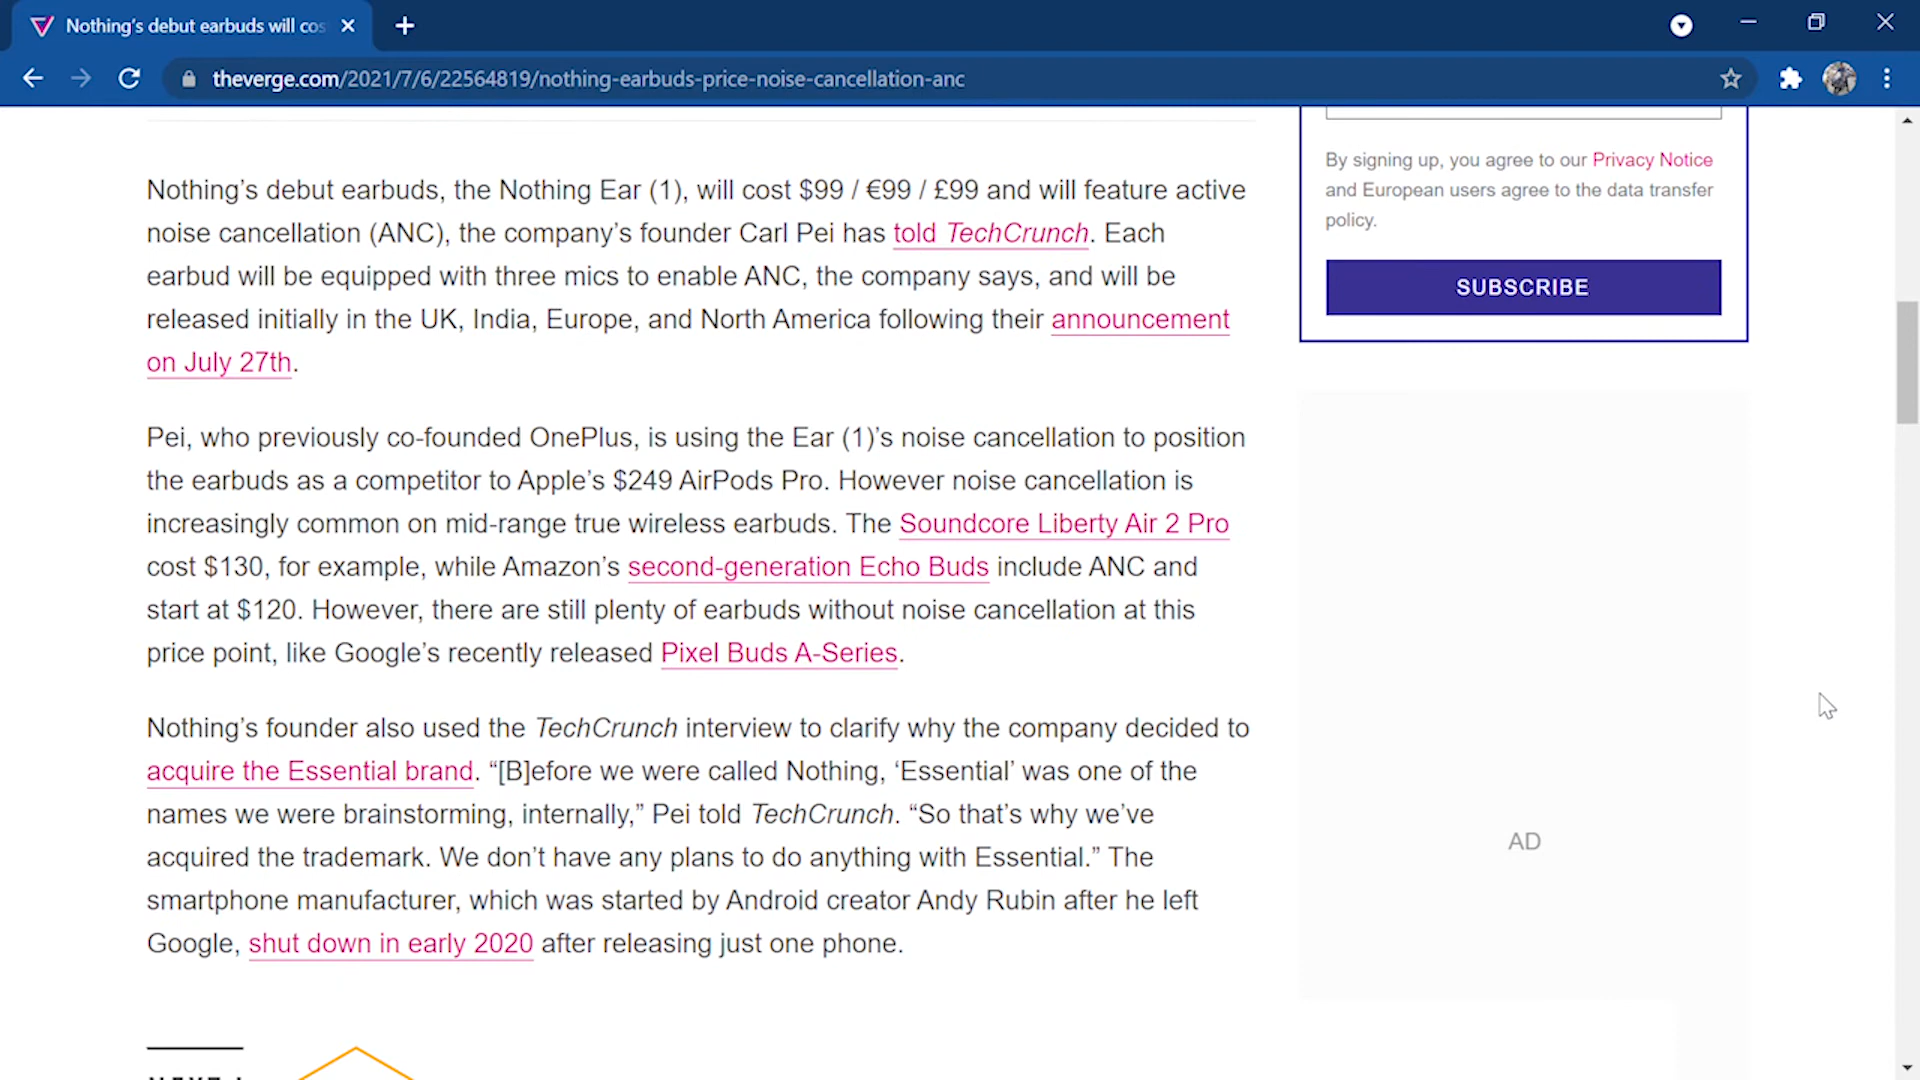 Nothing’s debut earbuds will cos
theverge.com/2021/7/6/22564819/nothing-earbuds-price-noise-cancellation-anc
Nothing’s debut earbuds, the Nothing Ear (1), will cost $99 / €99 / £99 and will feature active
noise cancellation (ANC), the company’s founder Carl Pei has told TechCrunch. Each
earbud will be equipped with three mics to enable ANC, the company says, and will be
released initially in the UK, India, Europe, and North America following their announcement
on July 27th.
Pei, who previously co-founded OnePlus, is using the Ear (1)’s noise cancellation to position
the earbuds as a competitor to Apple’s $249 AirPods Pro. However noise cancellation is
increasingly common on mid-range true wireless earbuds. The Soundcore Liberty Air 2 Pro
cost $130, for example, while Amazon’s second-generation Echo Buds include ANC and
start at $120. However, there are still plenty of earbuds without noise cancellation at this
price point, like Google’s recently released Pixel Buds A-Series.
Nothing’s founder also used the TechCrunch interview to clarify why the company decided to
acquire the Essential brand. “[B]efore we were called Nothing, ‘Essential’ was one of the
names we were brainstorming, internally,” Pei told TechCrunch. “So that’s why we’ve
acquired the trademark. We don’t have any plans to do anything with Essential.” The
smartphone manufacturer, which was started by Android creator Andy Rubin after he left
Google, shut down in early 2020 after releasing just one phone.
By signing up, you agree to our Privacy Notice
and European users agree to the data transfer
policy.
SUBSCRIBE
AD